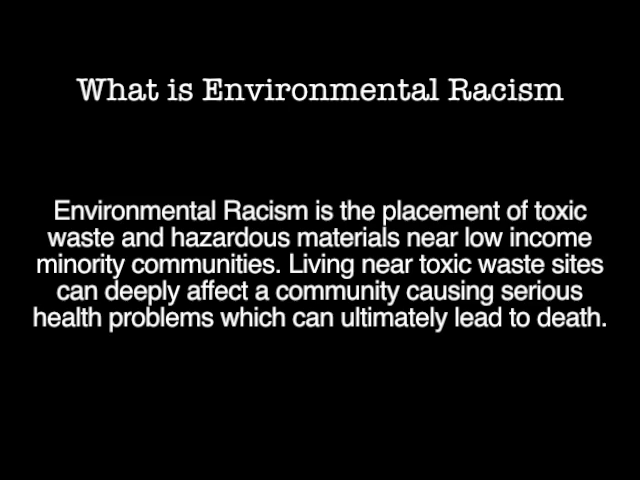 What is Environmental Racism
Environmental Racism is the placement of toxic
waste and hazardous materials near low income
minority communities. Living near toxic waste sites
can deeply affect a community causing serious
health problems which can ultimately lead to death.